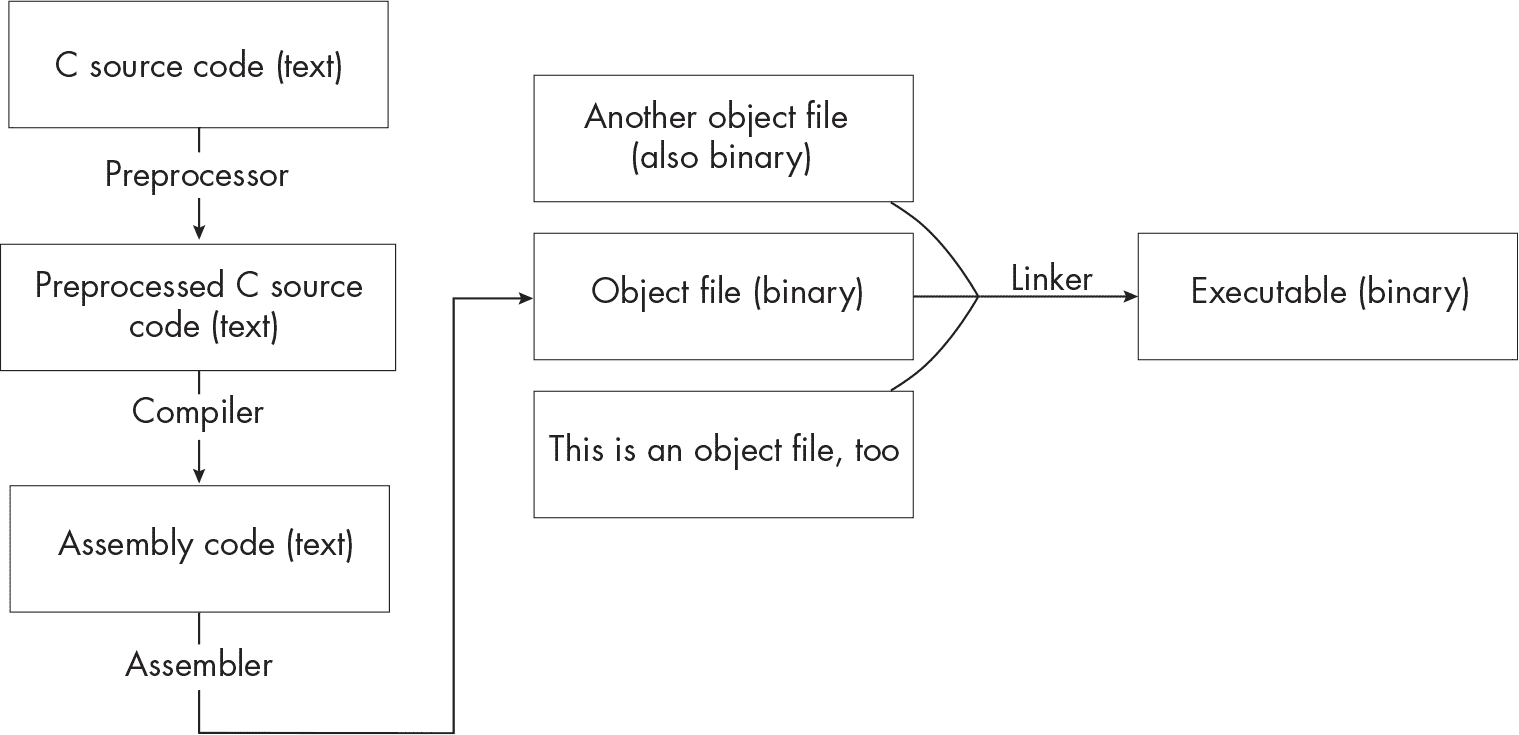 C source code (text)
Preprocessor
Preprocessed C source
code (text)
Compiler
Assembly code (text)
Assembler
Another object file
(also binary)
Object file (binary)
This is an object file, too
Linker
Executable (binary)